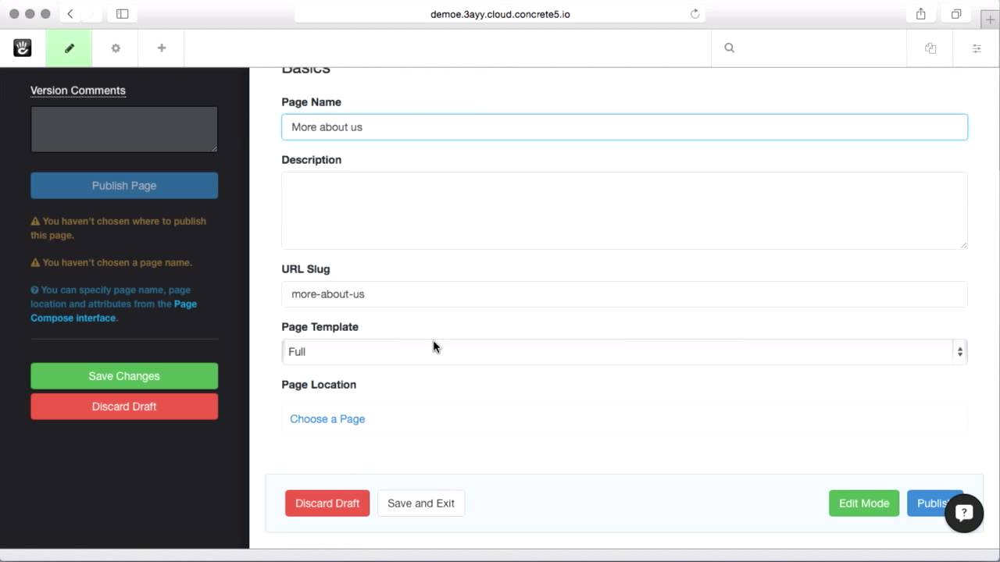 demoe.3ayy.cloud.concrete5.io
Version Comments
Publish Page
You haven't chosen where to publish
this page.
You haven't chosen a page name.
You can specify page name, page
location and attributes from the Page
Compose interface.
Save Changes
Discard Draft
Basics
Page Name
More about us
Description
URL Slug
more-about-us
Page Template
Full
Page Location
Choose a Page
Discard Draft
Save and Exit
Edit Mode
Publish